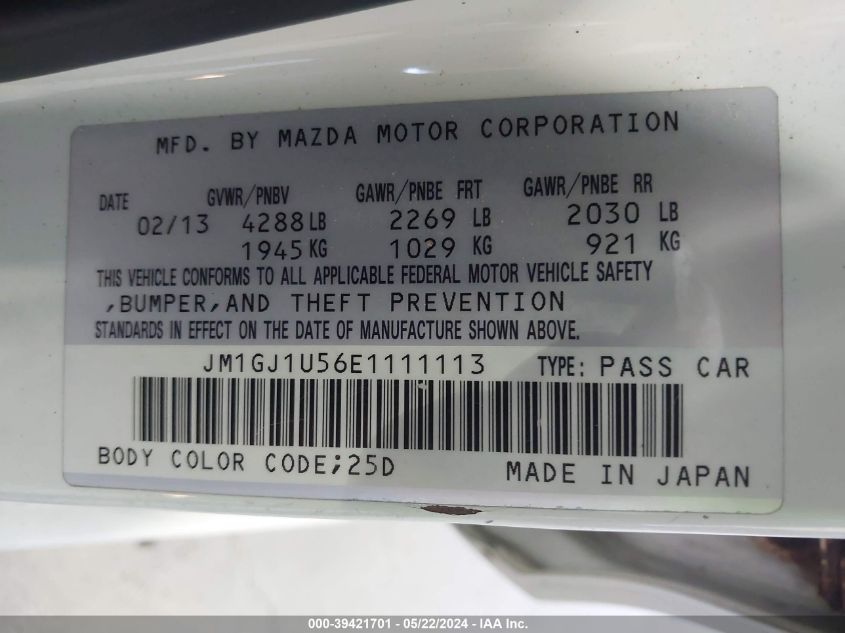 MFD. BY MAZDA MOTOR CORPORATION
DATE GVWR/PNBV GAWR/PNBE FRT GAWR/PNBE RR
02/13 4288 LB 2269 LB 2030 LB
1945 KG 1029 KG 921 KG
THIS VEHICLE CONFORMS TO ALL APPLICABLE FEDERAL MOTOR VEHICLE SAFETY
,BUMPER,AND THEFT PREVENTION
STANDARDS IN EFFECT ON THE DATE OF MANUFACTURE SHOWN ABOVE.
JM1GJ1U56E1111113 TYPE: PASS CAR
BODY COLOR CODE;25D MADE IN JAPAN
000-39421701 - 05/22/2024 - IAA Inc.